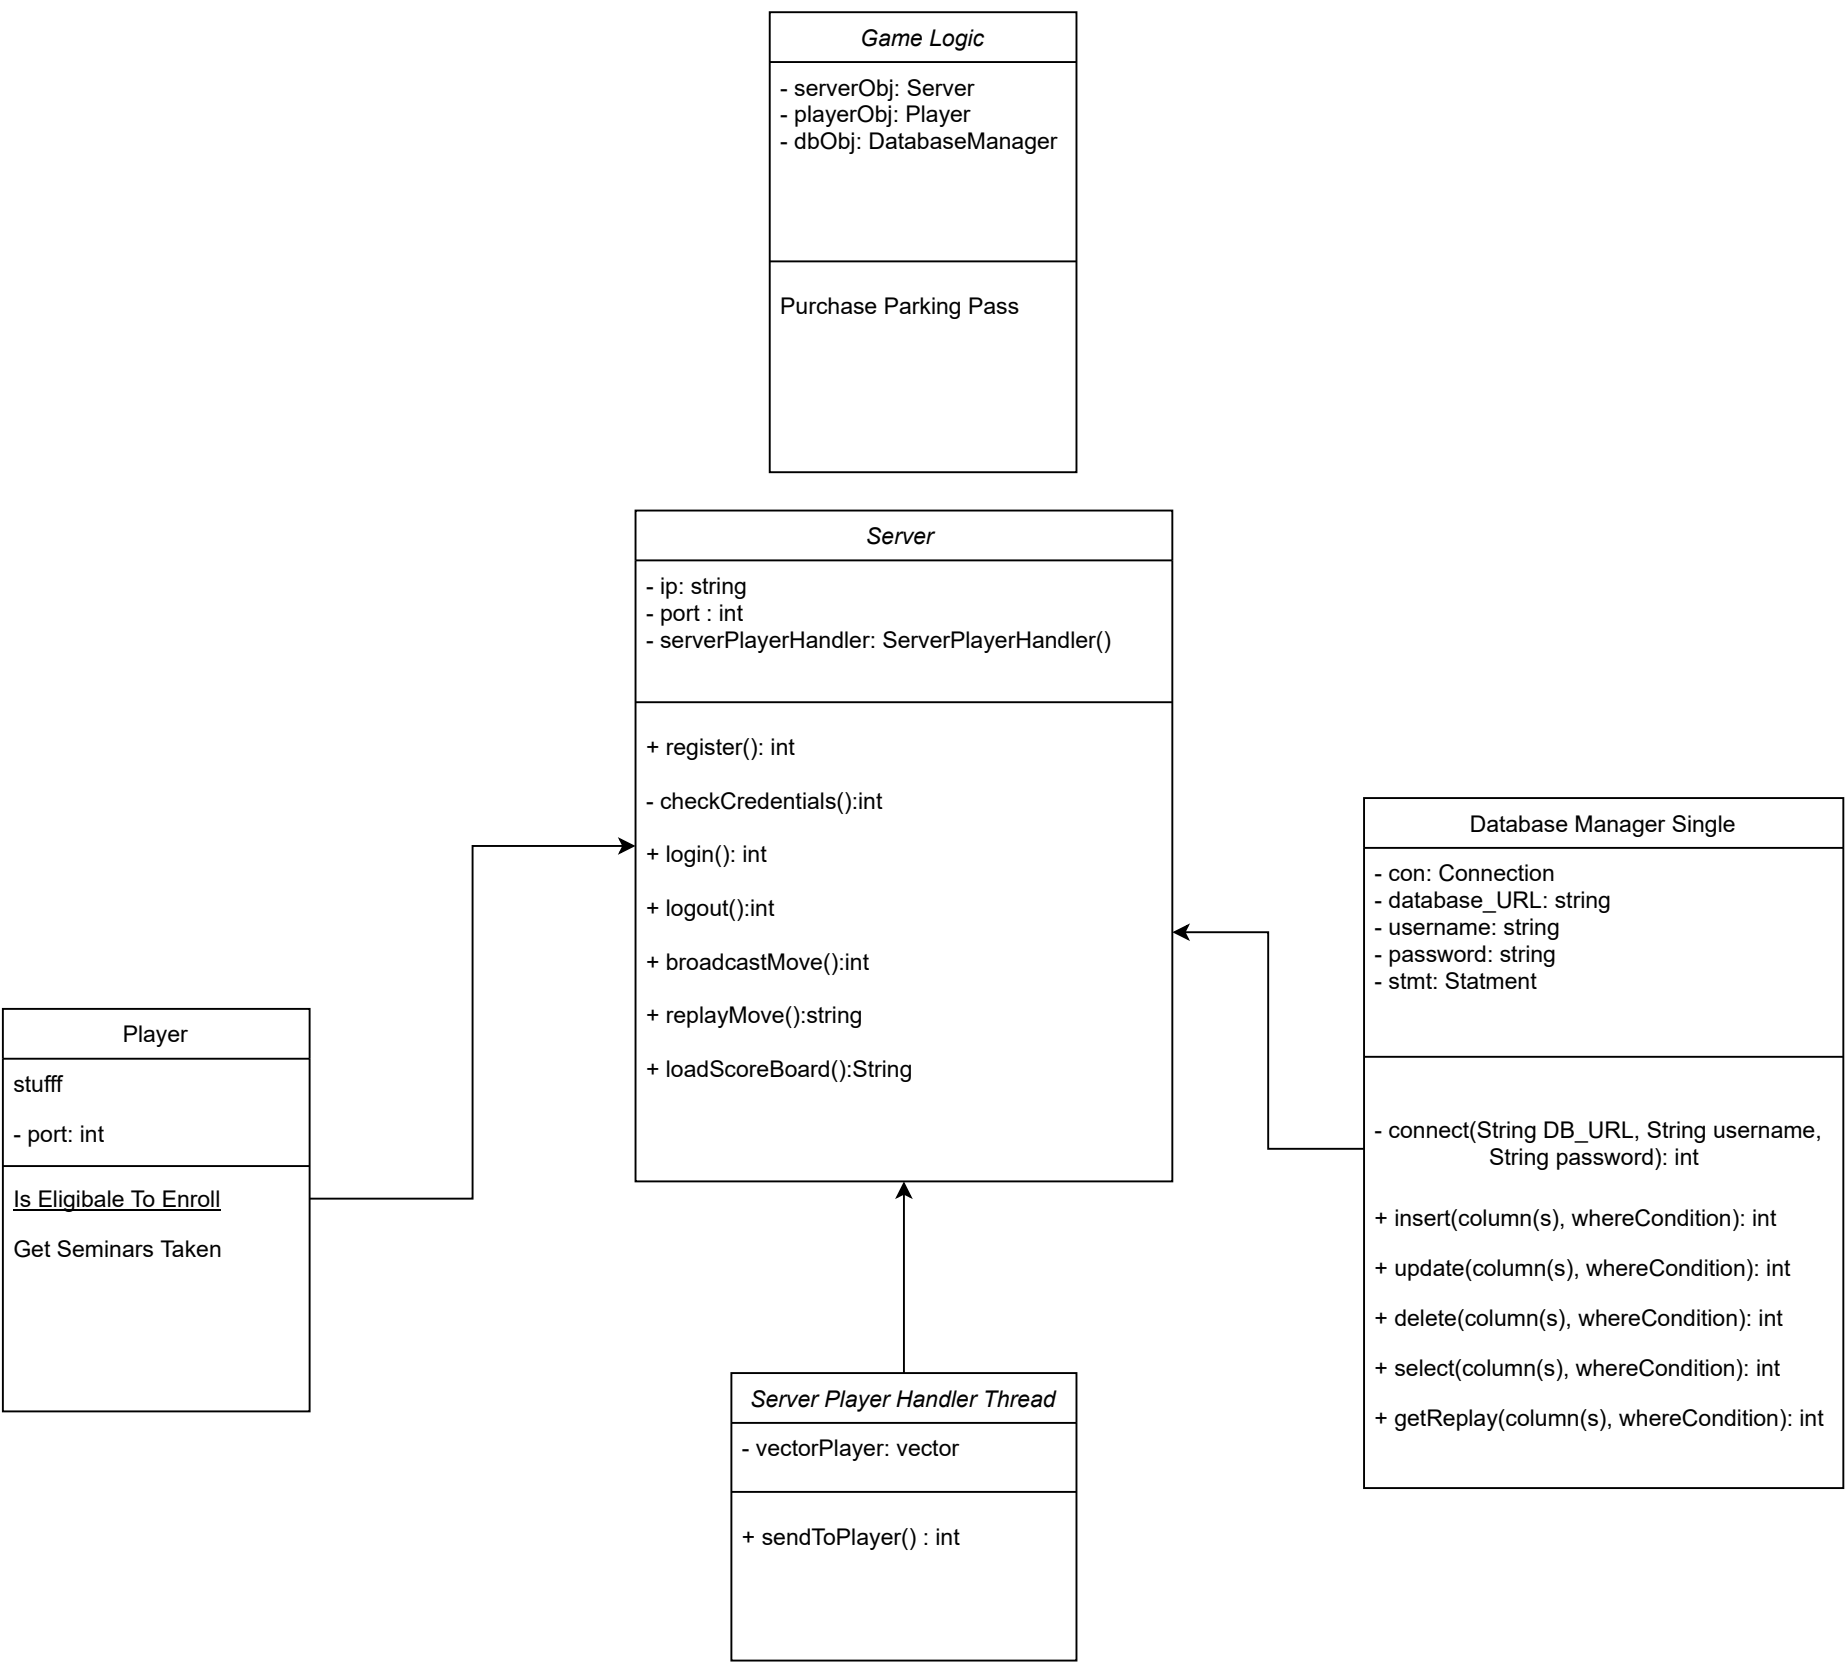 Game Logic
- serverObj: Server
- playerObj: Player
- dbObj: DatabaseManager
Purchase Parking Pass
Server
- ip: string
- port : int
- serverPlayerHandler: ServerPlayerHandler()
+ register(): int
- checkCredentials():int
+ login(): int
+ logout():int
+ broadcastMove():int
+ replayMove():string
+ loadScoreBoard():String
Database Manager Single
- con: Connection
- database_URL: string
- username: string
- password: string
- stmt: Statment
- connect(String DB_URL, String username,
String password): int
+ insert(column(s), whereCondition): int
+ update(column(s), whereCondition): int
+ delete(column(s), whereCondition): int
+ select(column(s), whereCondition): int
+ getReplay(column(s), whereCondition): int
Player
stufff
- port: int
Is Eligibale To Enroll
Get Seminars Taken
Server Player Handler Thread
- vectorPlayer: vector
+ sendToPlayer() : int